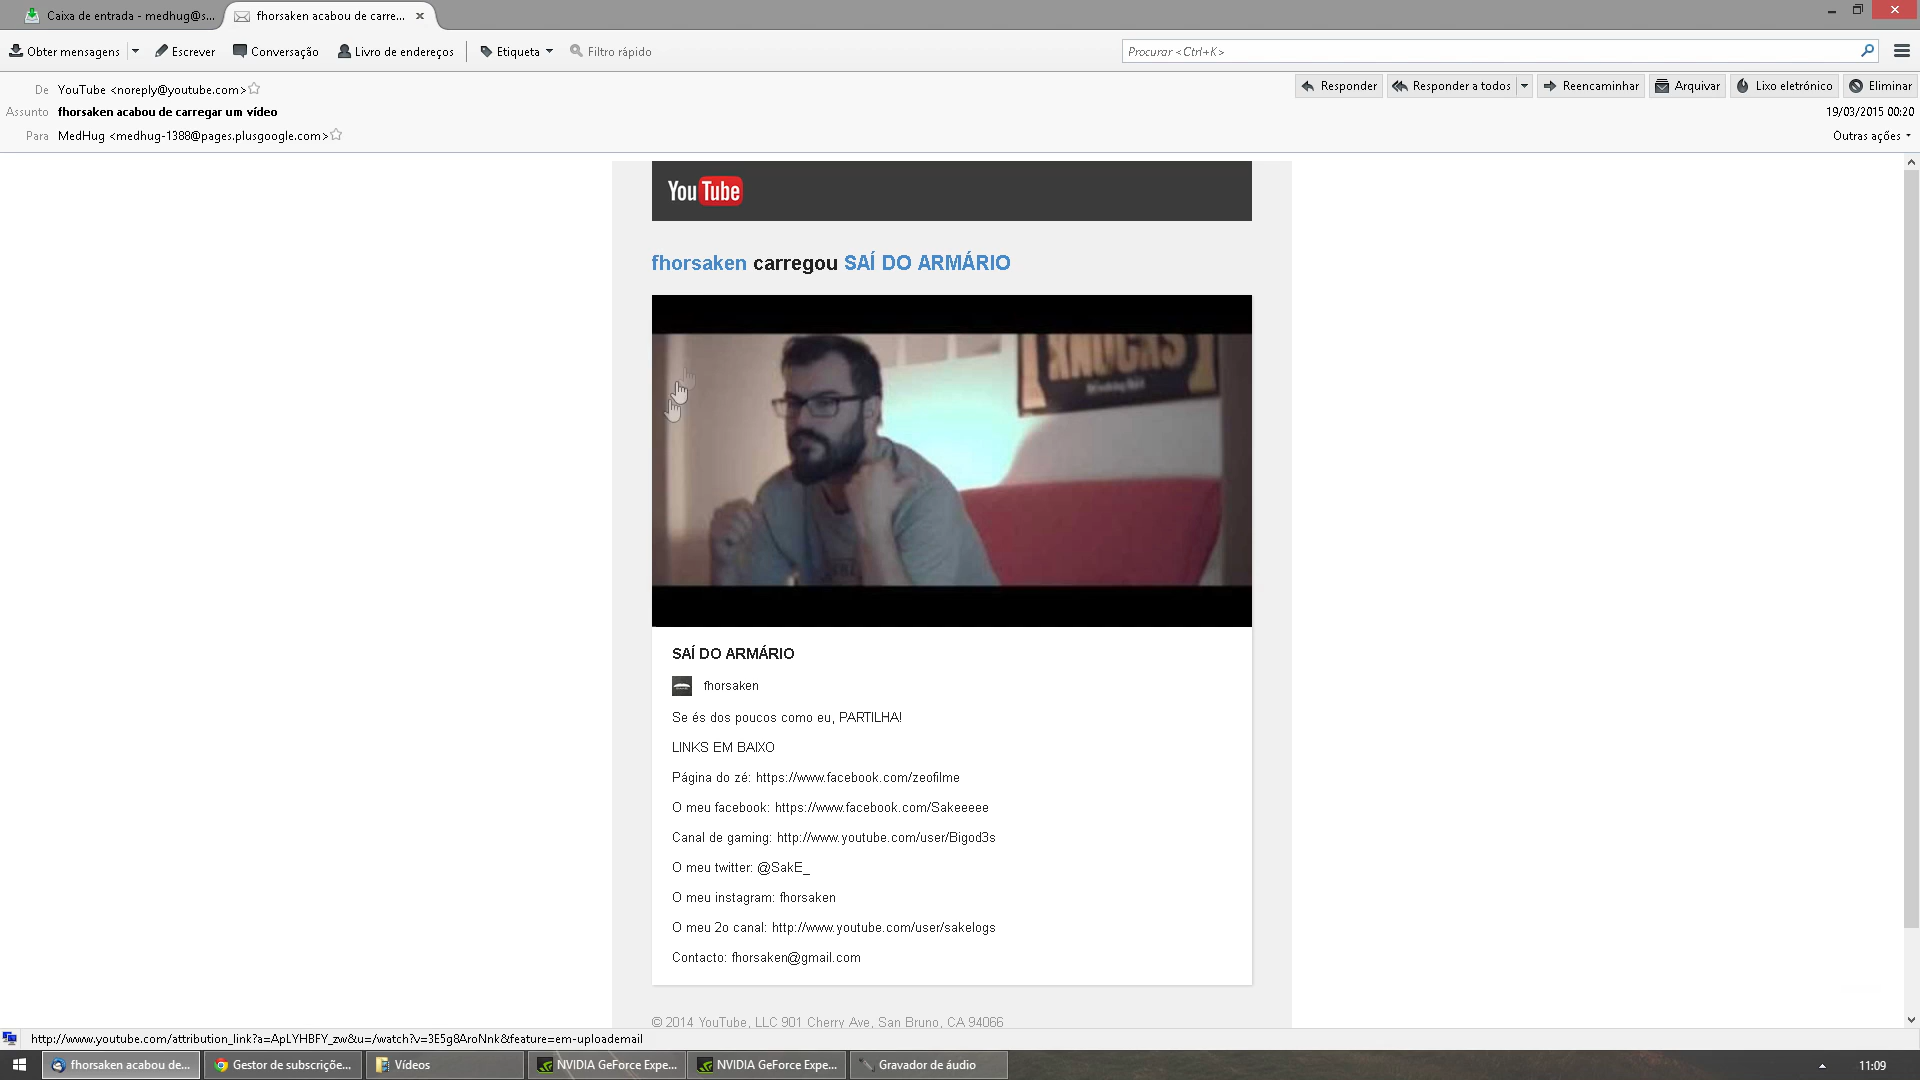 Caixa de entrada - medhug@s...
fhorsaken acabou de carre...
Obter mensagens
Escrever
Conversação
Livro de endereços
Etiqueta
Filtro rápido
Procurar <Ctrl+K>
De YouTube <noreply@youtube.com>
Responder
Responder a todos
Reencaminhar
Arquivar
Lixo eletrónico
Eliminar
Assunto fhorsaken acabou de carregar um vídeo
19/03/2015 00:20
Para MedHug <medhug-1388@pages.plusgoogle.com>
Outras ações
YouTube
fhorsaken carregou SAÍ DO ARMÁRIO
KNOCKS
SAÍ DO ARMÁRIO
fhorsaken
Se és dos poucos como eu, PARTILHA!
LINKS EM BAIXO
Página do zé: https://www.facebook.com/zeofilme
O meu facebook: https://www.facebook.com/Sakeeeee
Canal de gaming: http://www.youtube.com/user/Bigod3s
O meu twitter: @SakE_
O meu instagram: fhorsaken
O meu 2o canal: http://www.youtube.com/user/sakelogs
Contacto: fhorsaken@gmail.com
© 2014 YouTube, LLC 901 Cherry Ave, San Bruno, CA 94066
http://www.youtube.com/attribution_link?a=ApLYHBFY_zw&u=/watch?v=3E5g8AroNnk&feature=em-uploademail
fhorsaken acabou de...
Gestor de subscriçõe...
Vídeos
NVIDIA GeForce Expe...
NVIDIA GeForce Expe...
Gravador de áudio
11:09